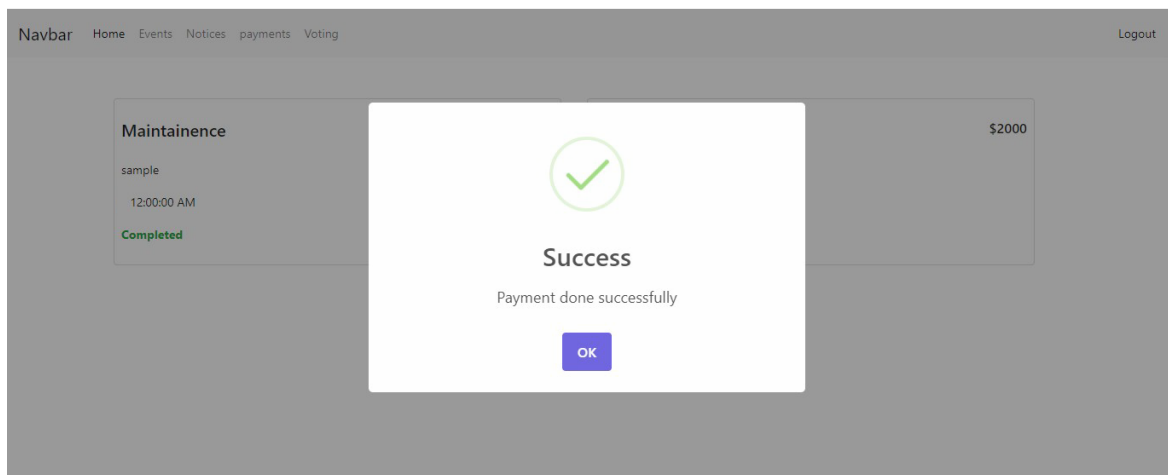 Navbar Home Events Notices payments Voting Logout
Maintainence
$2000
sample
12:00:00 AM
Completed
Success
Payment done successfully
OK